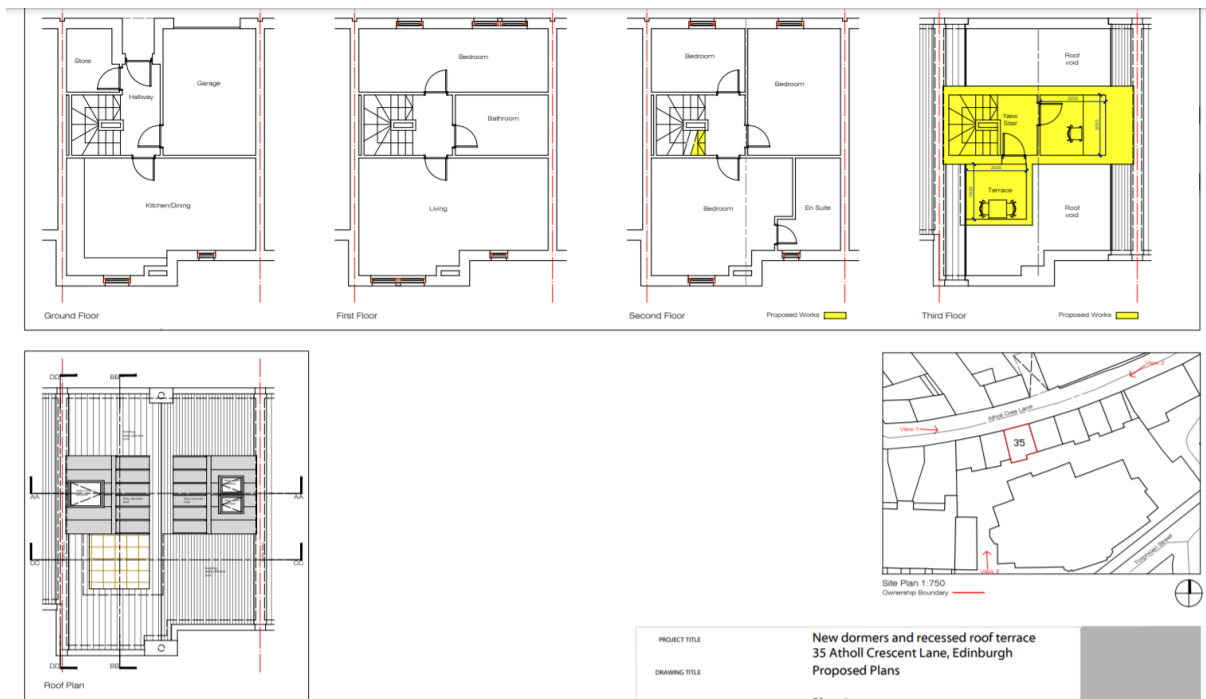 Store
Hallway
Garage
Kitchen/Dining
Ground Floor
Bedroom
Bathroom
Living
First Floor
Bedroom
Bedroom
Bedroom
En Suite
Second Floor
Proposed Works
Roof
void
New
Stair
Terrace
Roof
void
Third Floor
Proposed Works
DD
BB
AA
AA
CC
CC
DD
BB
Roof Plan
View 2
Atholl Cres Lane
View 1
35
View 3
Site Plan 1:750
Ownership Boundary
PROJECT TITLE
New dormers and recessed roof terrace
35 Atholl Crescent Lane, Edinburgh
DRAWING TITLE
Proposed Plans